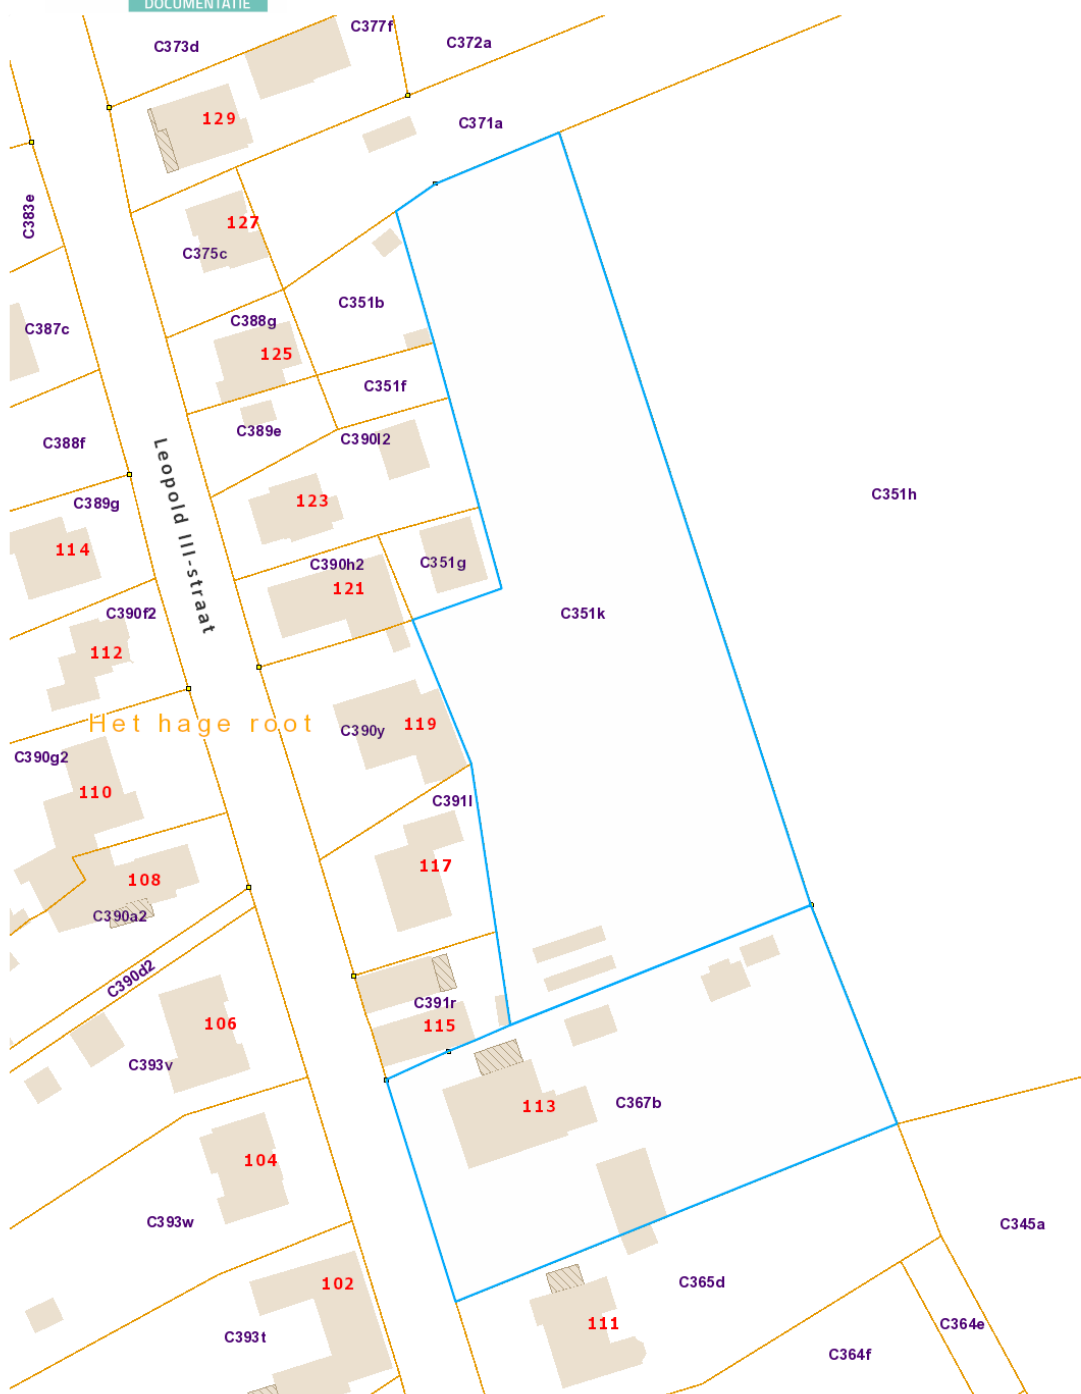 DOCUMENTATIE
C377f
C373d
C372a
129
C371a
C383e
127
C375c
C351b
C388g
C387c
125
C351f
C389e
C390l2
C388f
Leopold III-straat
C351h
C389g
123
114
C390h2
C351g
121
C390f2
C351k
112
Het hage root
119
C390y
C390g2
110
C391l
117
108
C390a2
C390d2
C391r
106
115
C393v
113
C367b
104
C393w
C345a
102
C365d
111
C364e
C393t
C364f